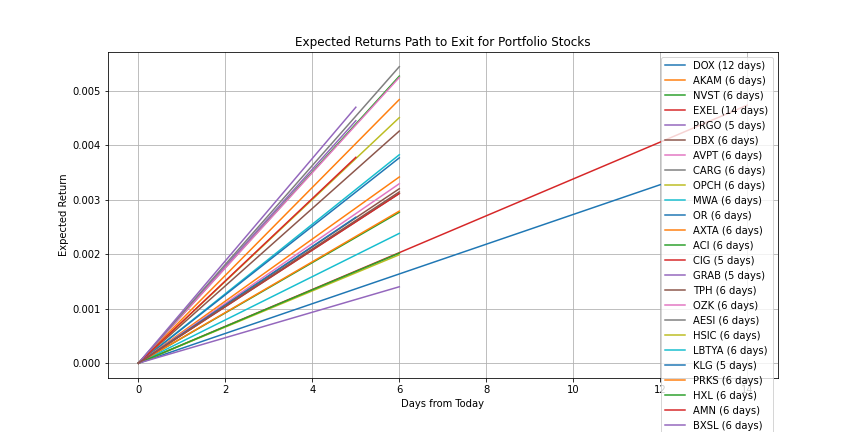 Expected Returns Path to Exit for Portfolio Stocks
Expected Return
0.005
0.004
0.003
0.002
0.001
0.000
0
2
4
6
8
10
12
Days from Today
DOX (12 days)
AKAM (6 days)
NVST (6 days)
EXEL (14 days)
PRGO (5 days)
DBX (6 days)
AVPT (6 days)
CARG (6 days)
OPCH (6 days)
MWA (6 days)
OR (6 days)
AXTA (6 days)
ACI (6 days)
CIG (5 days)
GRAB (5 days)
TPH (6 days)
OZK (6 days)
AESI (6 days)
HSIC (6 days)
LBTYA (6 days)
KLG (5 days)
PRKS (6 days)
HXL (6 days)
AMN (6 days)
BXSL (6 days)